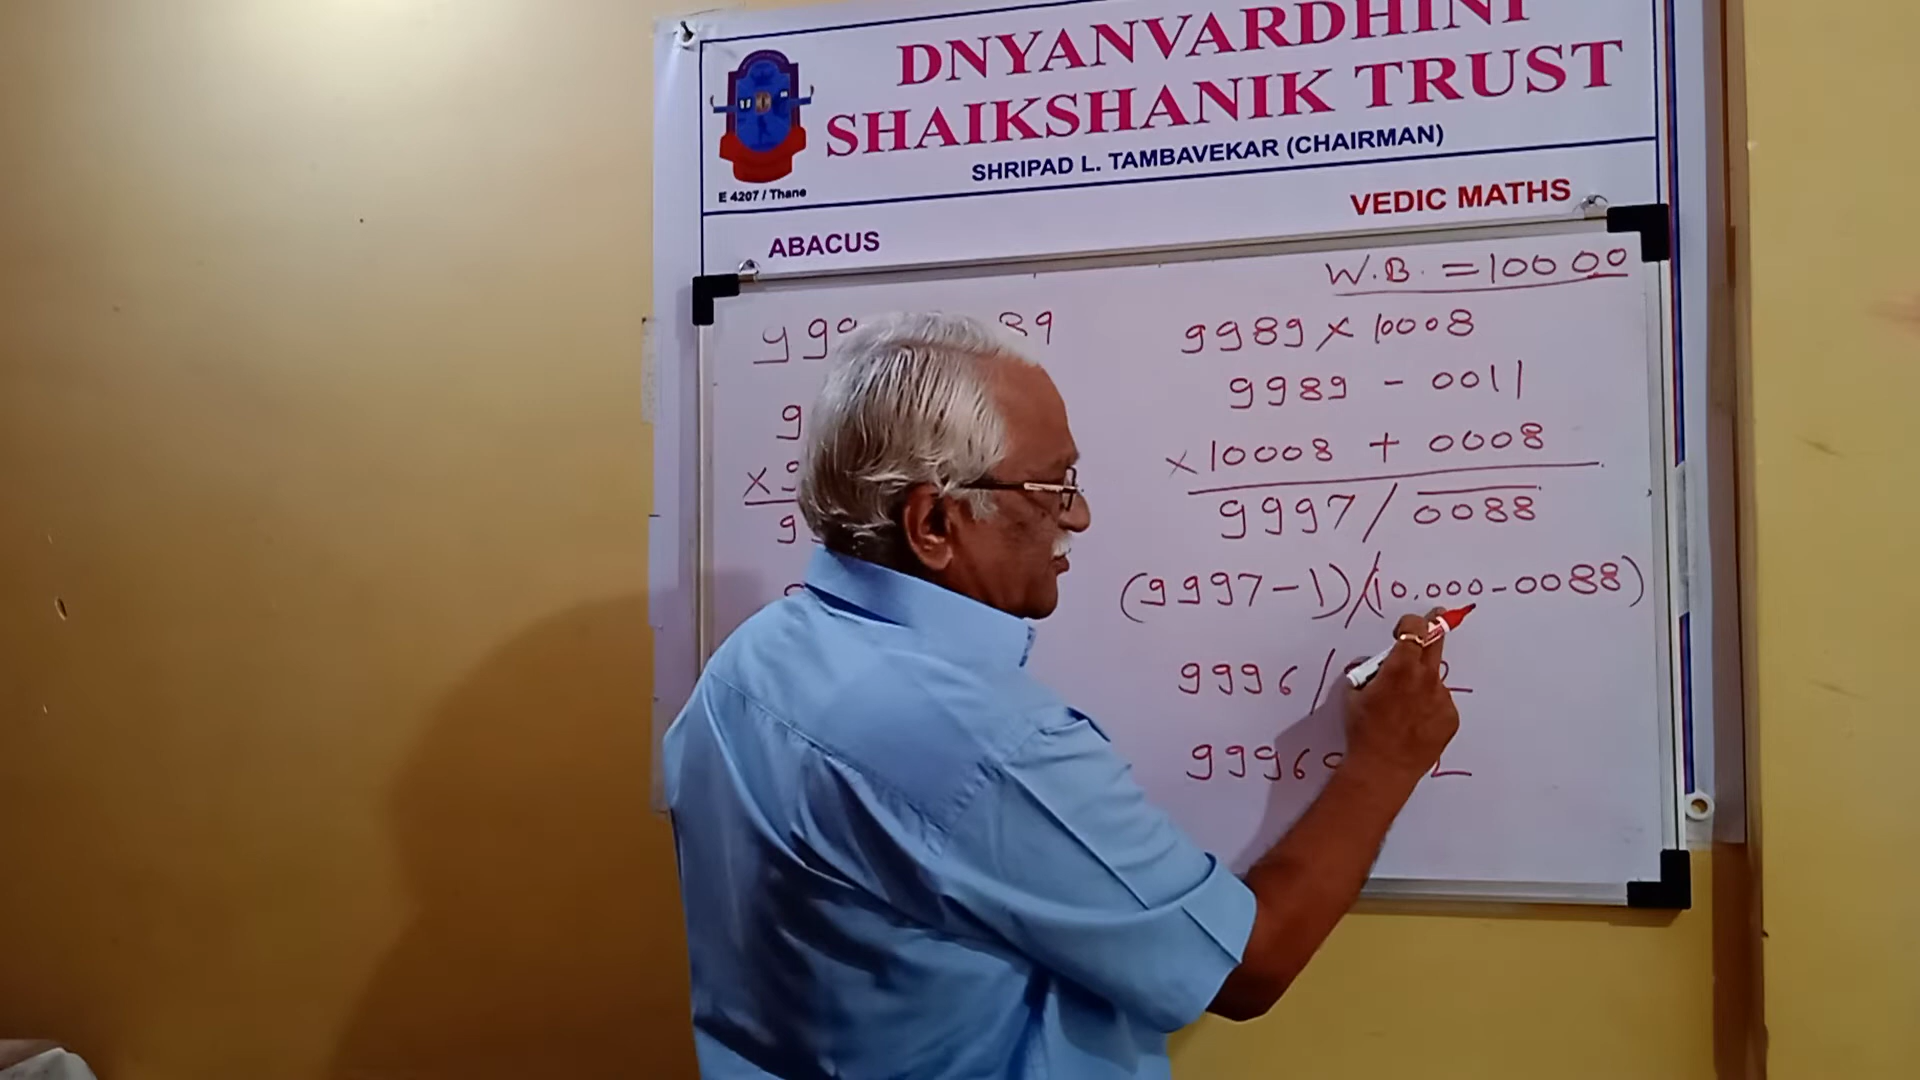 DNYANVARDHINI
SHAIKSHANIK TRUST
SHRIPAD L. TAMBAVEKAR (CHAIRMAN)
E 4207 / Thane
VEDIC MATHS
ABACUS
W.B. = 10000
9989 × 10008
9989 - 0011
× 10008 + 0008
9997 / 0088
(9997-1)/(10,000-0088)
9996 /
9996